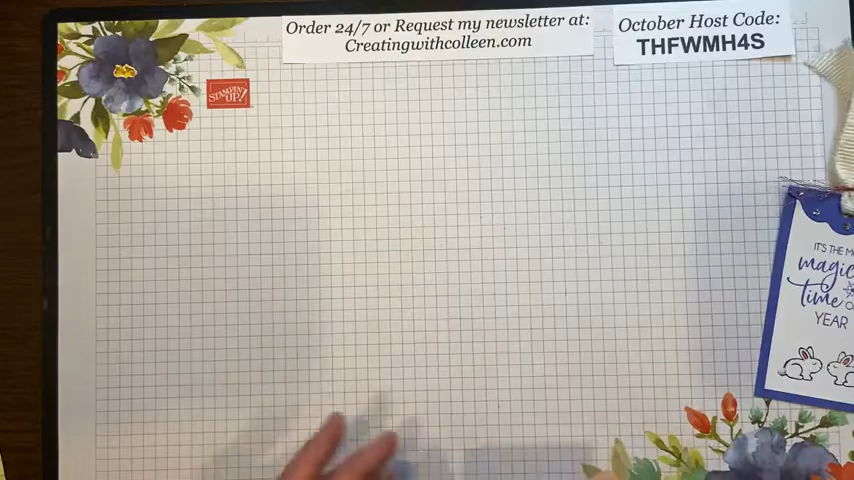 Order 24/7 or Request my newsletter at:
Creatingwithcolleen.com
October Host Code:
THFWMH4S
STAMPIN' UP!
IT'S THE
magic
time
YEAR